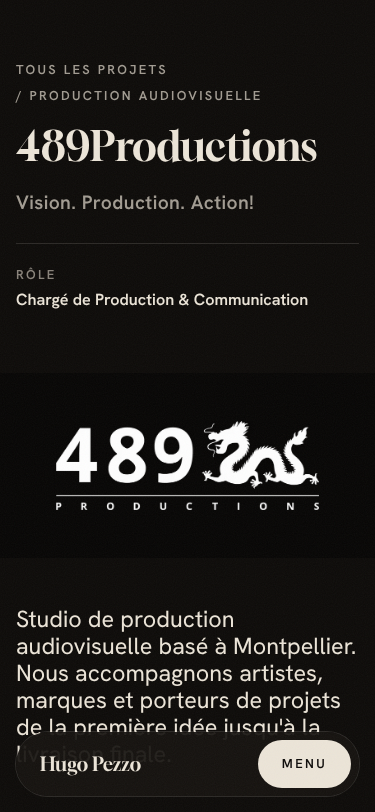 TOUS LES PROJETS
/ PRODUCTION AUDIOVISUELLE
489Productions
Vision. Production. Action!
RÔLE
Chargé de Production & Communication
489
PRODUCTIONS
Studio de production
audiovisuelle basé à Montpellier.
Nous accompagnons artistes,
marques et porteurs de projets
de la première idée jusqu'à la
livraison finale.
Hugo Pezzo
MENU